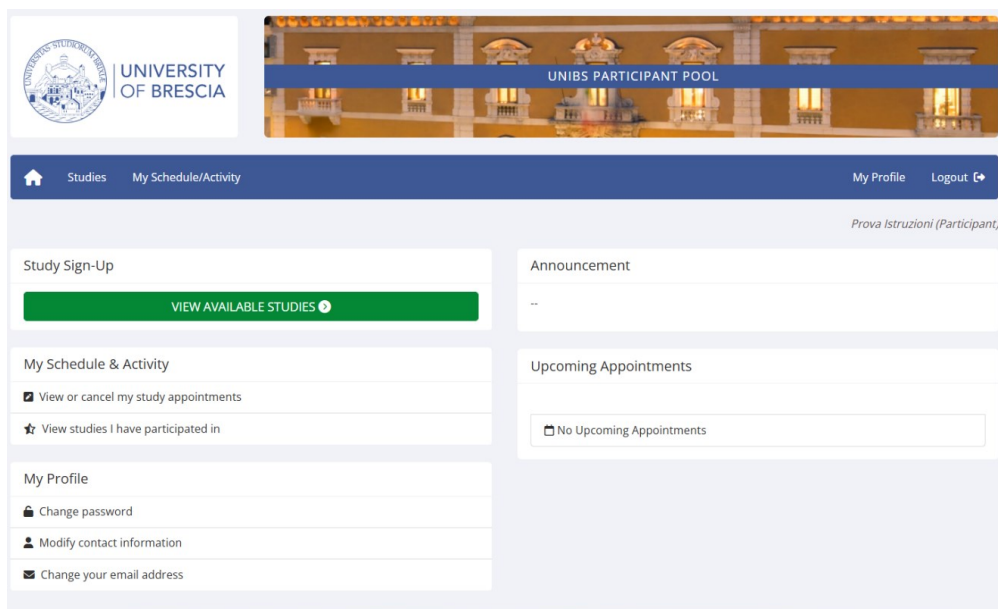 UNIVERSITY
OF BRESCIA
UNIBS PARTICIPANT POOL
Studies
My Schedule/Activity
My Profile
Logout
Prova Istruzioni (Participant)
Study Sign-Up
VIEW AVAILABLE STUDIES
My Schedule & Activity
View or cancel my study appointments
View studies I have participated in
My Profile
Change password
Modify contact information
Change your email address
Announcement
--
Upcoming Appointments
No Upcoming Appointments